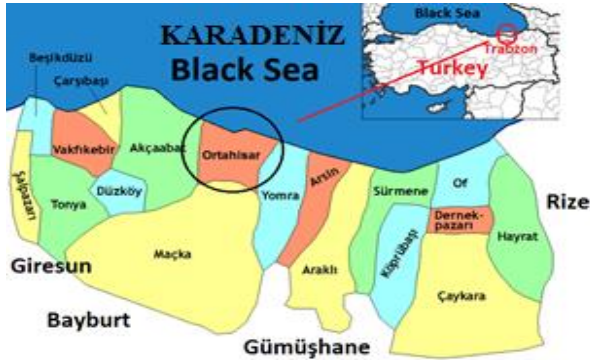 KARADENİZ
Black Sea
Black Sea
Trabzon
Turkey
Beşikdüzü
Çarşıbaşı
Vakfıkebir
Akçaabat
Ortahisar
Şalpazarı
Tonya
Düzköy
Yomra
Arsin
Sürmene
Of
Dernek-
pazarı
Hayrat
Rize
Maçka
Araklı
Köprübaşı
Çaykara
Giresun
Bayburt
Gümüşhane